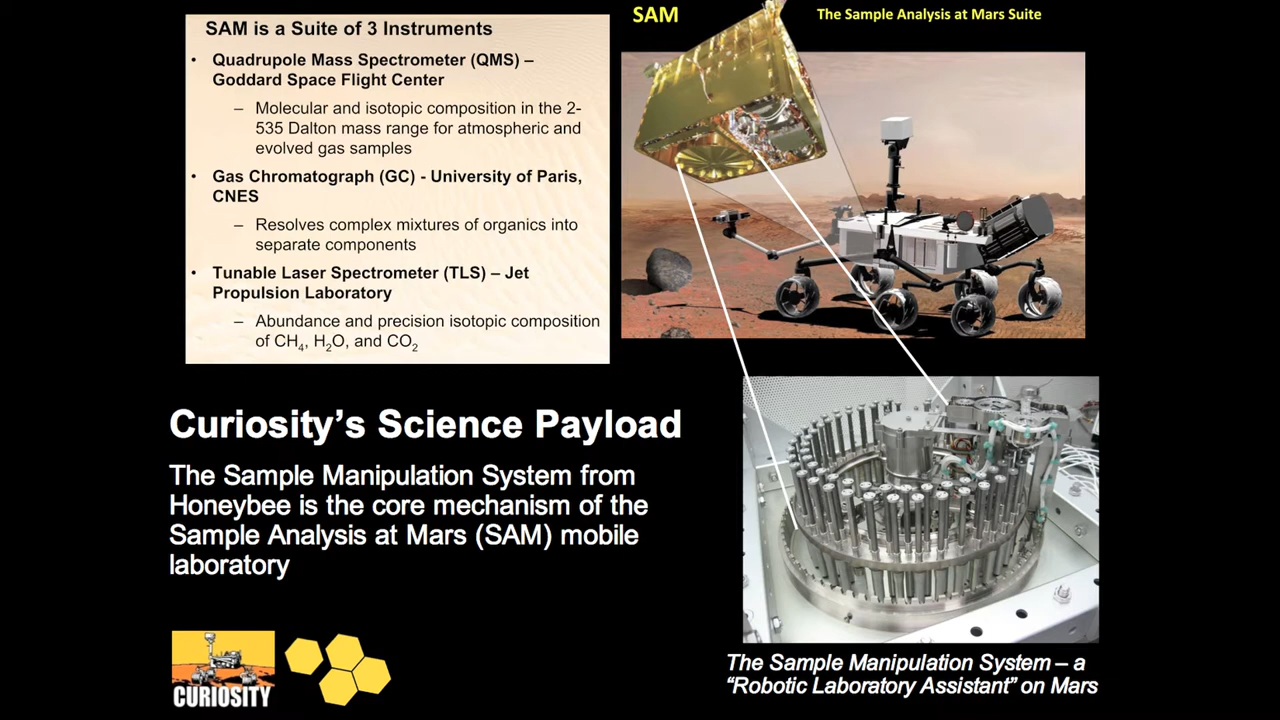 SAM is a Suite of 3 Instruments
• Quadrupole Mass Spectrometer (QMS) –
Goddard Space Flight Center
– Molecular and isotopic composition in the 2-
535 Dalton mass range for atmospheric and
evolved gas samples
• Gas Chromatograph (GC) - University of Paris,
CNES
– Resolves complex mixtures of organics into
separate components
• Tunable Laser Spectrometer (TLS) – Jet
Propulsion Laboratory
– Abundance and precision isotopic composition
of CH₄, H₂O, and CO₂
SAM
The Sample Analysis at Mars Suite
Curiosity’s Science Payload
The Sample Manipulation System from
Honeybee is the core mechanism of the
Sample Analysis at Mars (SAM) mobile
laboratory
CURIOSITY
The Sample Manipulation System – a
“Robotic Laboratory Assistant” on Mars